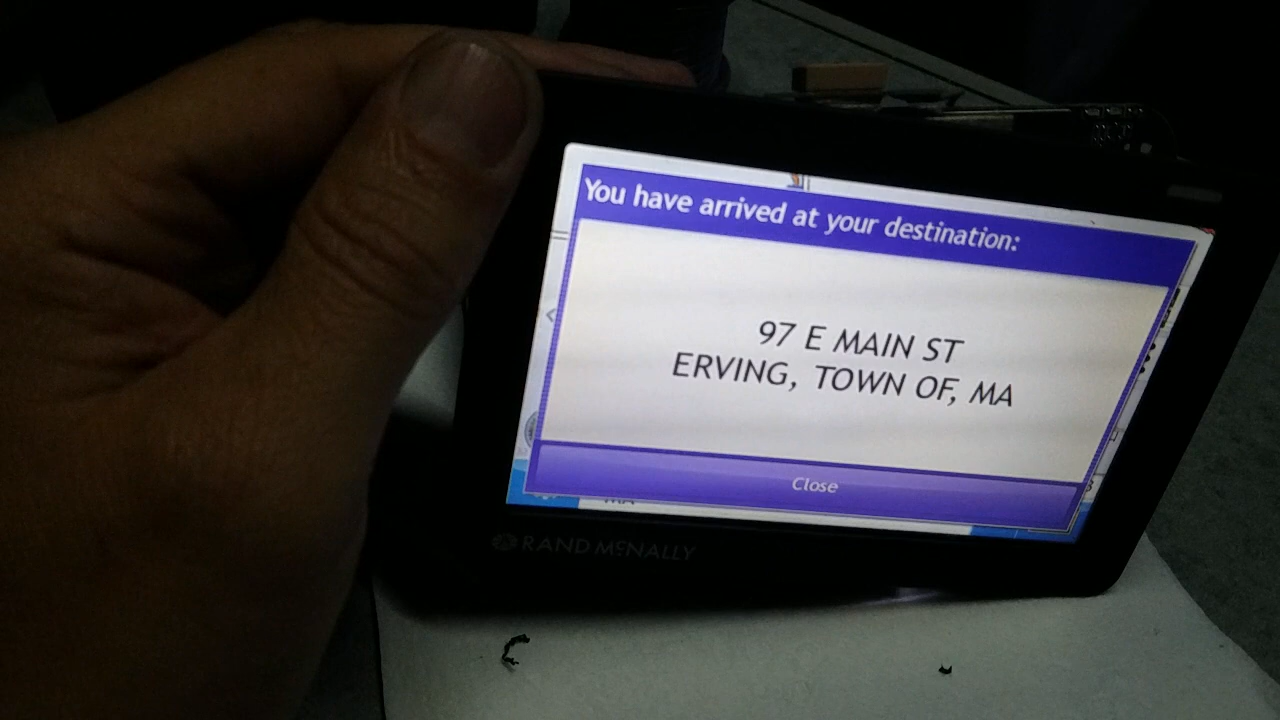 You have arrived at your destination:
97 E MAIN ST
ERVING, TOWN OF, MA
Close
RAND MCNALLY